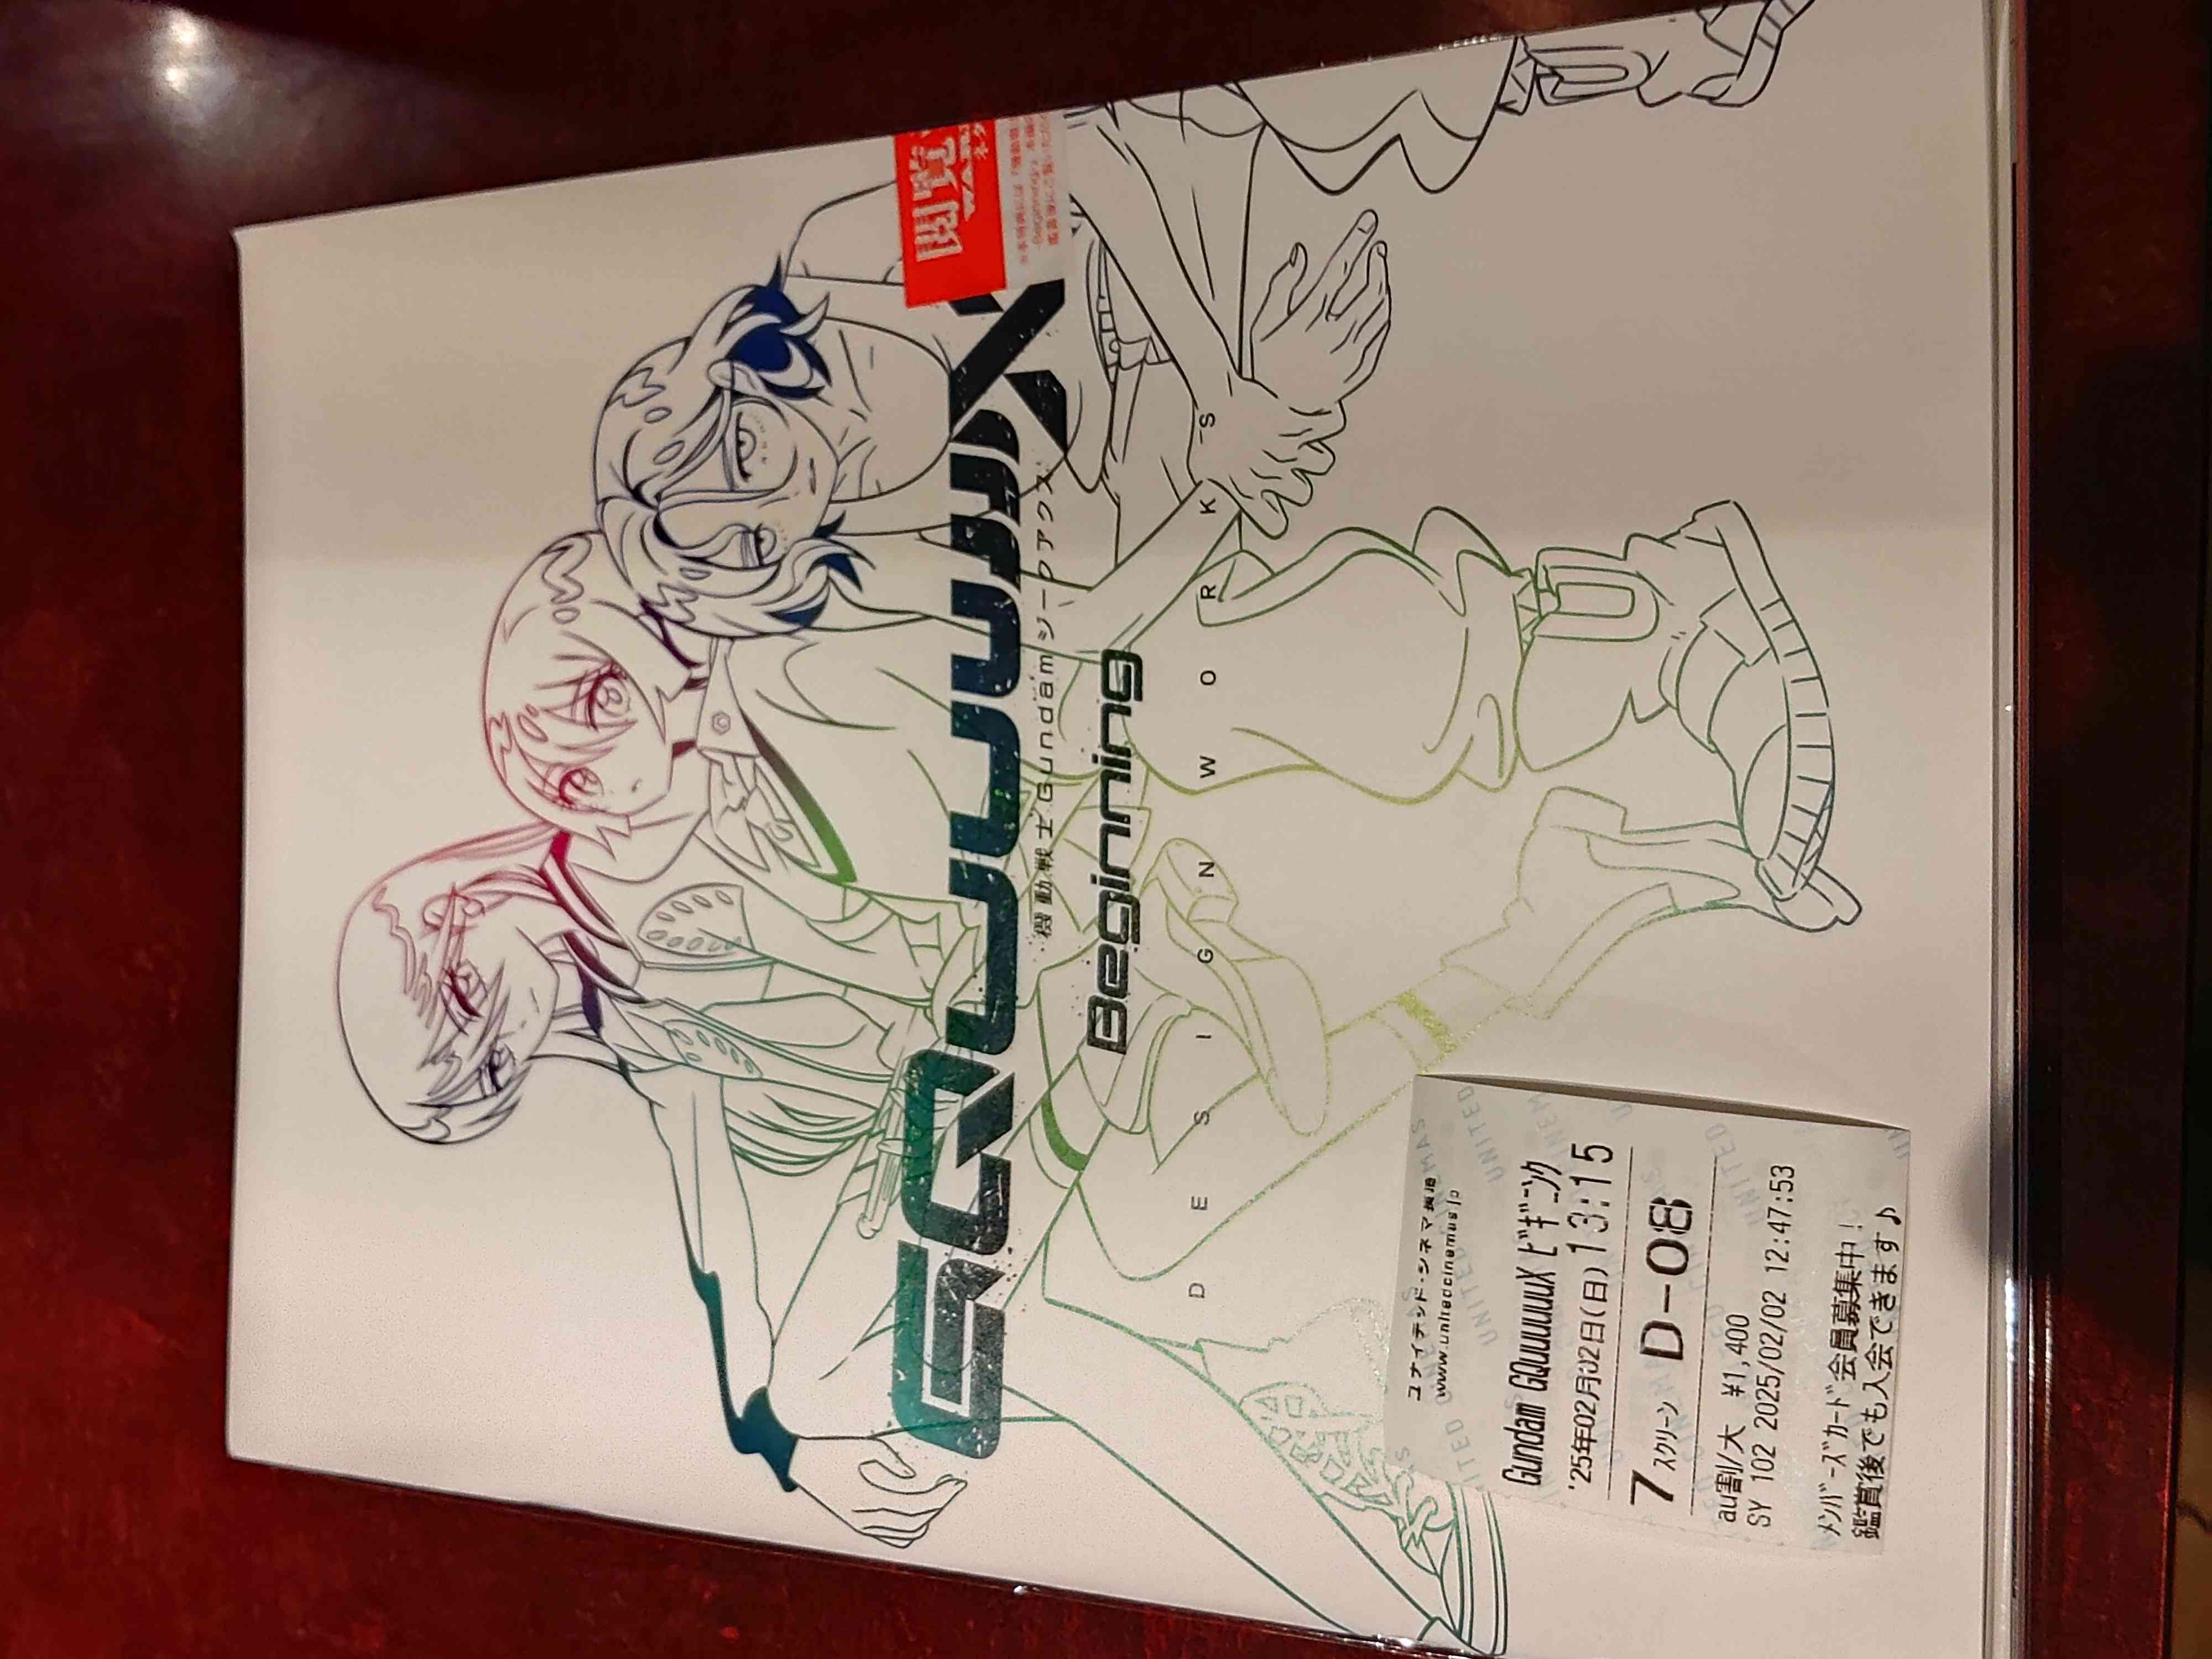 閲覧
GQuuuuuuX
機動戦士Gundamジークアクス
Beginning
DESIGN WORKS
ユナイテッド・シネマ
www.unitedcinemas.jp
Gundam GQuuuuuuX ビギニング
'25年02月02日(日)13:15
7 スクリーン D-08
au割/大 ¥1,400
SY 102 2025/02/02 12:47:53
メンバーズカード会員募集中!
鑑賞後でも入会できます♪